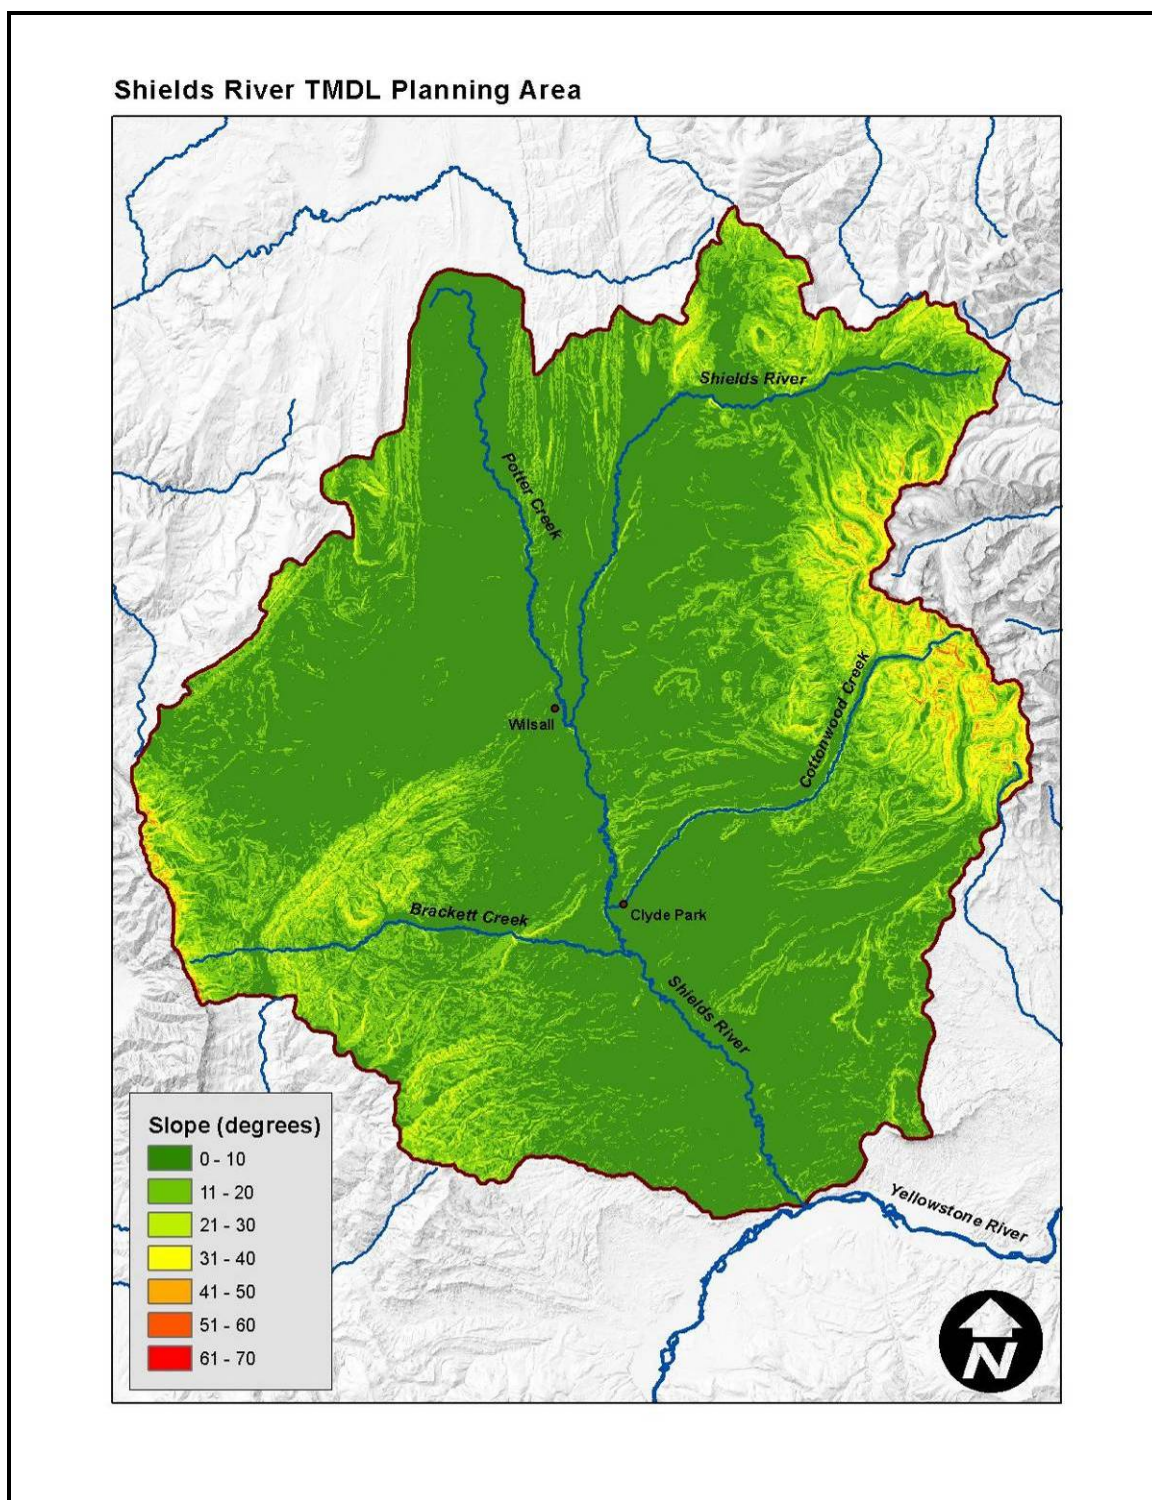 Shields River TMDL Planning Area
Shields River
Potter Creek
Cottonwood Creek
Wilsall
Clyde Park
Brackett Creek
Shields River
Yellowstone River
Slope (degrees)
0 - 10
11 - 20
21 - 30
31 - 40
41 - 50
51 - 60
61 - 70
N